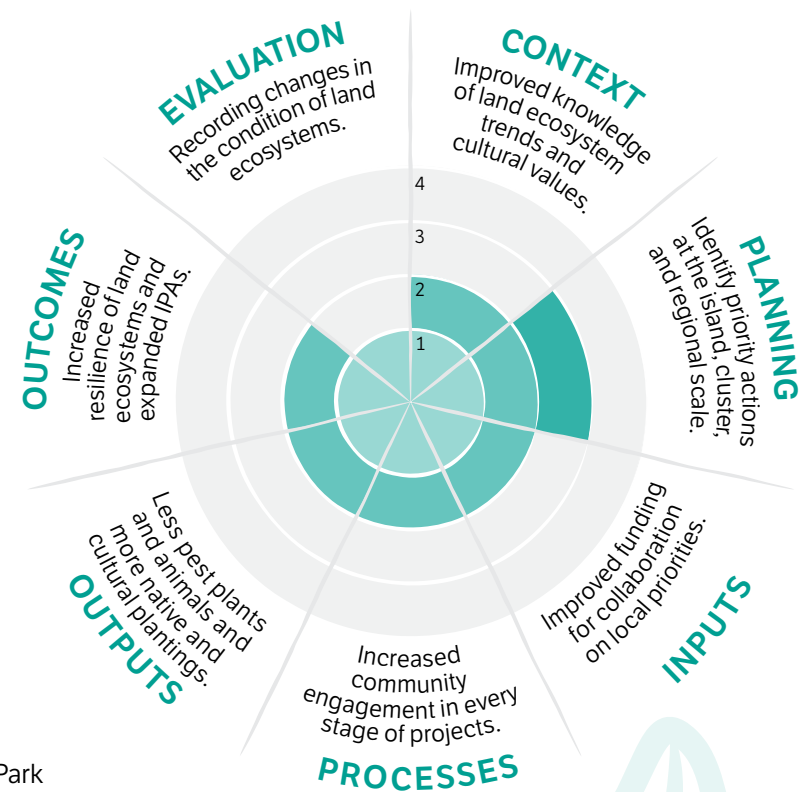 CONTEXT
Improved knowledge
of land ecosystem
trends and
cultural values.
PLANNING
Identify priority actions
at the island, cluster,
and regional scale.
INPUTS
Improved funding
for collaboration
on local priorities.
PROCESSES
Increased
community
engagement in every
stage of projects.
OUTPUTS
Less pest plants
and animals and
more native and
cultural plantings.
OUTCOMES
Increased
resilience of land
ecosystems and
expanded IPAs.
EVALUATION
Recording changes in
the condition of land
ecosystems.
4
3
2
1
Park